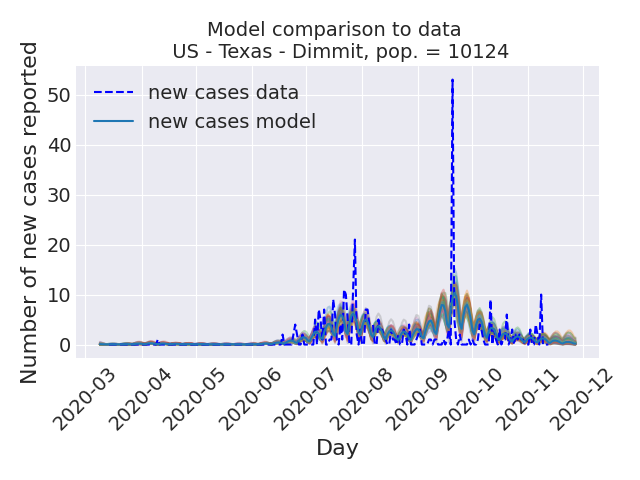 Model comparison to data
US - Texas - Dimmit, pop. = 10124
Number of new cases reported
50
40
30
20
10
0
new cases data
new cases model
2020-03
2020-04
2020-05
2020-06
2020-07
2020-08
2020-09
2020-10
2020-11
2020-12
Day